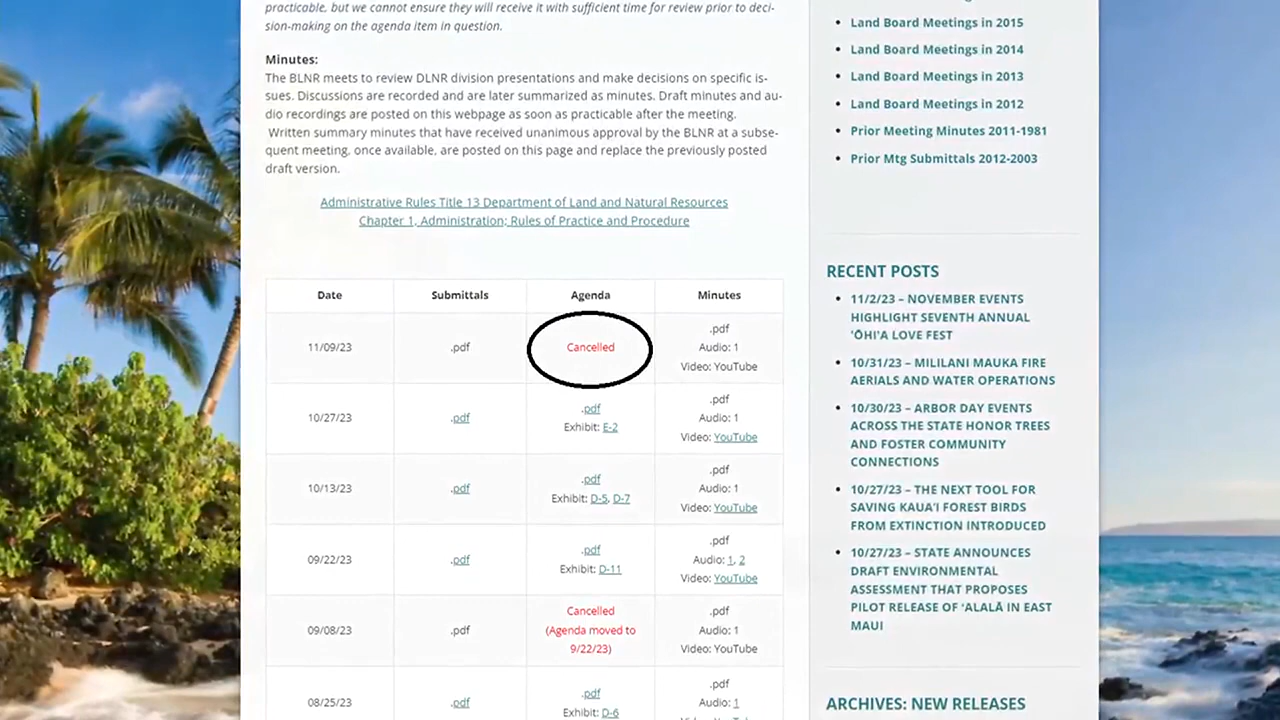 practicable, but we cannot ensure they will receive it with sufficient time for review prior to deci-
sion-making on the agenda item in question.
Minutes:
The BLNR meets to review DLNR division presentations and make decisions on specific is-
sues. Discussions are recorded and are later summarized as minutes. Draft minutes and au-
dio recordings are posted on this webpage as soon as practicable after the meeting.
Written summary minutes that have received unanimous approval by the BLNR at a subse-
quent meeting, once available, are posted on this page and replace the previously posted
draft version.
Administrative Rules Title 13 Department of Land and Natural Resources
Chapter 1, Administration; Rules of Practice and Procedure
Date Submittals Agenda Minutes
11/09/23 .pdf Cancelled .pdf
Audio: 1
Video: YouTube
10/27/23 .pdf .pdf
Exhibit: E-2
.pdf
Audio: 1
Video: YouTube
10/13/23 .pdf .pdf
Exhibit: D-5, D-7
.pdf
Audio: 1
Video: YouTube
09/22/23 .pdf .pdf
Exhibit: D-11
.pdf
Audio: 1, 2
Video: YouTube
09/08/23 .pdf Cancelled
(Agenda moved to
9/22/23)
.pdf
Audio: 1
Video: YouTube
08/25/23 .pdf .pdf
Exhibit: D-6
.pdf
Audio: 1
Land Board Meetings in 2015
Land Board Meetings in 2014
Land Board Meetings in 2013
Land Board Meetings in 2012
Prior Meeting Minutes 2011-1981
Prior Mtg Submittals 2012-2003
RECENT POSTS
11/2/23 – NOVEMBER EVENTS
HIGHLIGHT SEVENTH ANNUAL
ʻŌHIʻA LOVE FEST
10/31/23 – MILILANI MAUKA FIRE
AERIALS AND WATER OPERATIONS
10/30/23 – ARBOR DAY EVENTS
ACROSS THE STATE HONOR TREES
AND FOSTER COMMUNITY
CONNECTIONS
10/27/23 – THE NEXT TOOL FOR
SAVING KAUAʻI FOREST BIRDS
FROM EXTINCTION INTRODUCED
10/27/23 – STATE ANNOUNCES
DRAFT ENVIRONMENTAL
ASSESSMENT THAT PROPOSES
PILOT RELEASE OF ʻALALĀ IN EAST
MAUI
ARCHIVES: NEW RELEASES